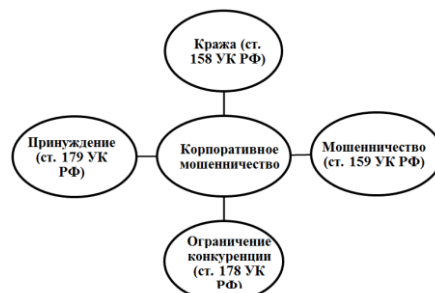 Кража (ст.
158 УК РФ)
Принуждение
(ст. 179 УК
РФ)
Корпоративное
мошенничество
Мошенничество
(ст. 159 УК РФ)
Ограничение
конкуренции
(ст. 178 УК
РФ)